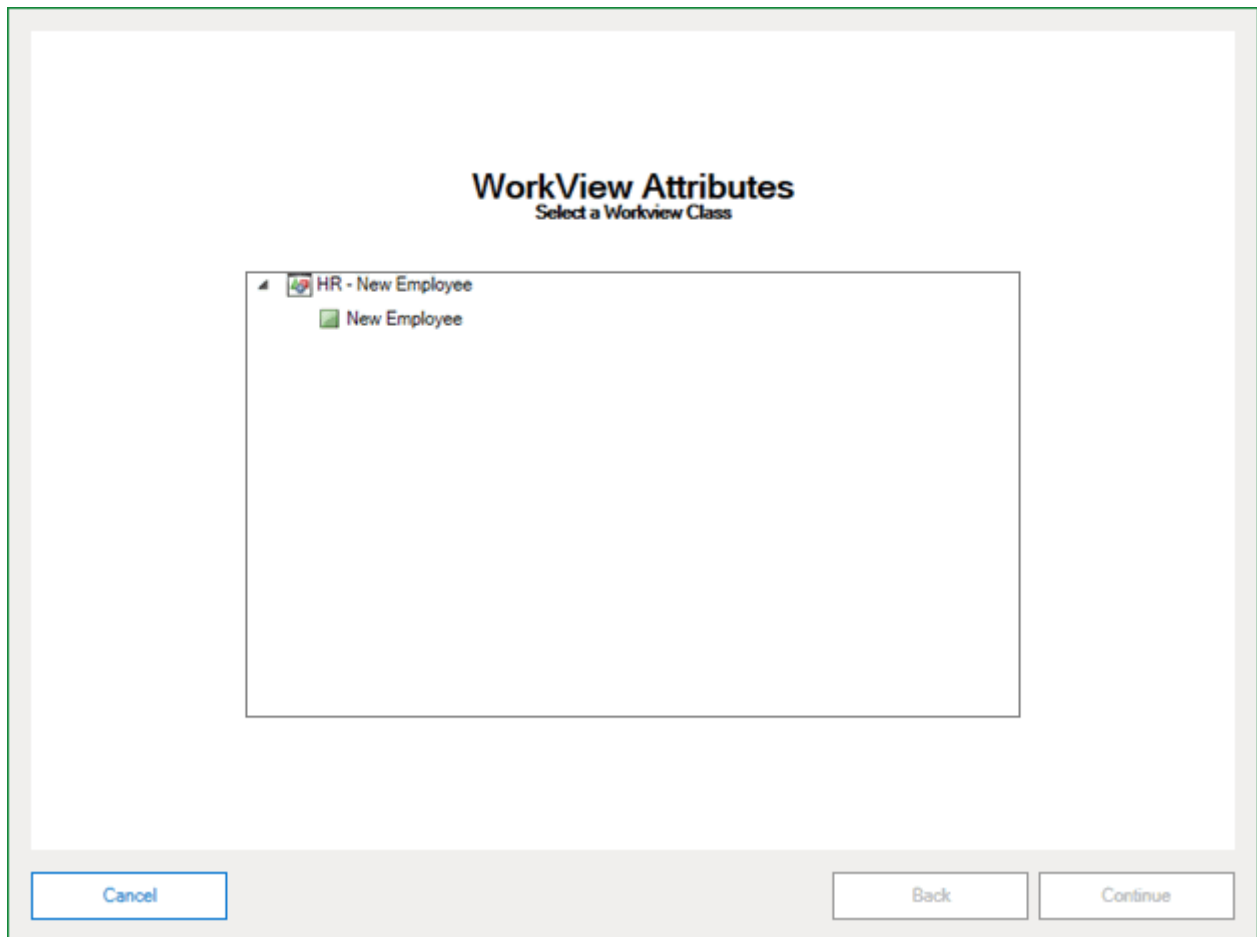 WorkView Attributes
Select a Workview Class
HR - New Employee
New Employee
Cancel
Back
Continue